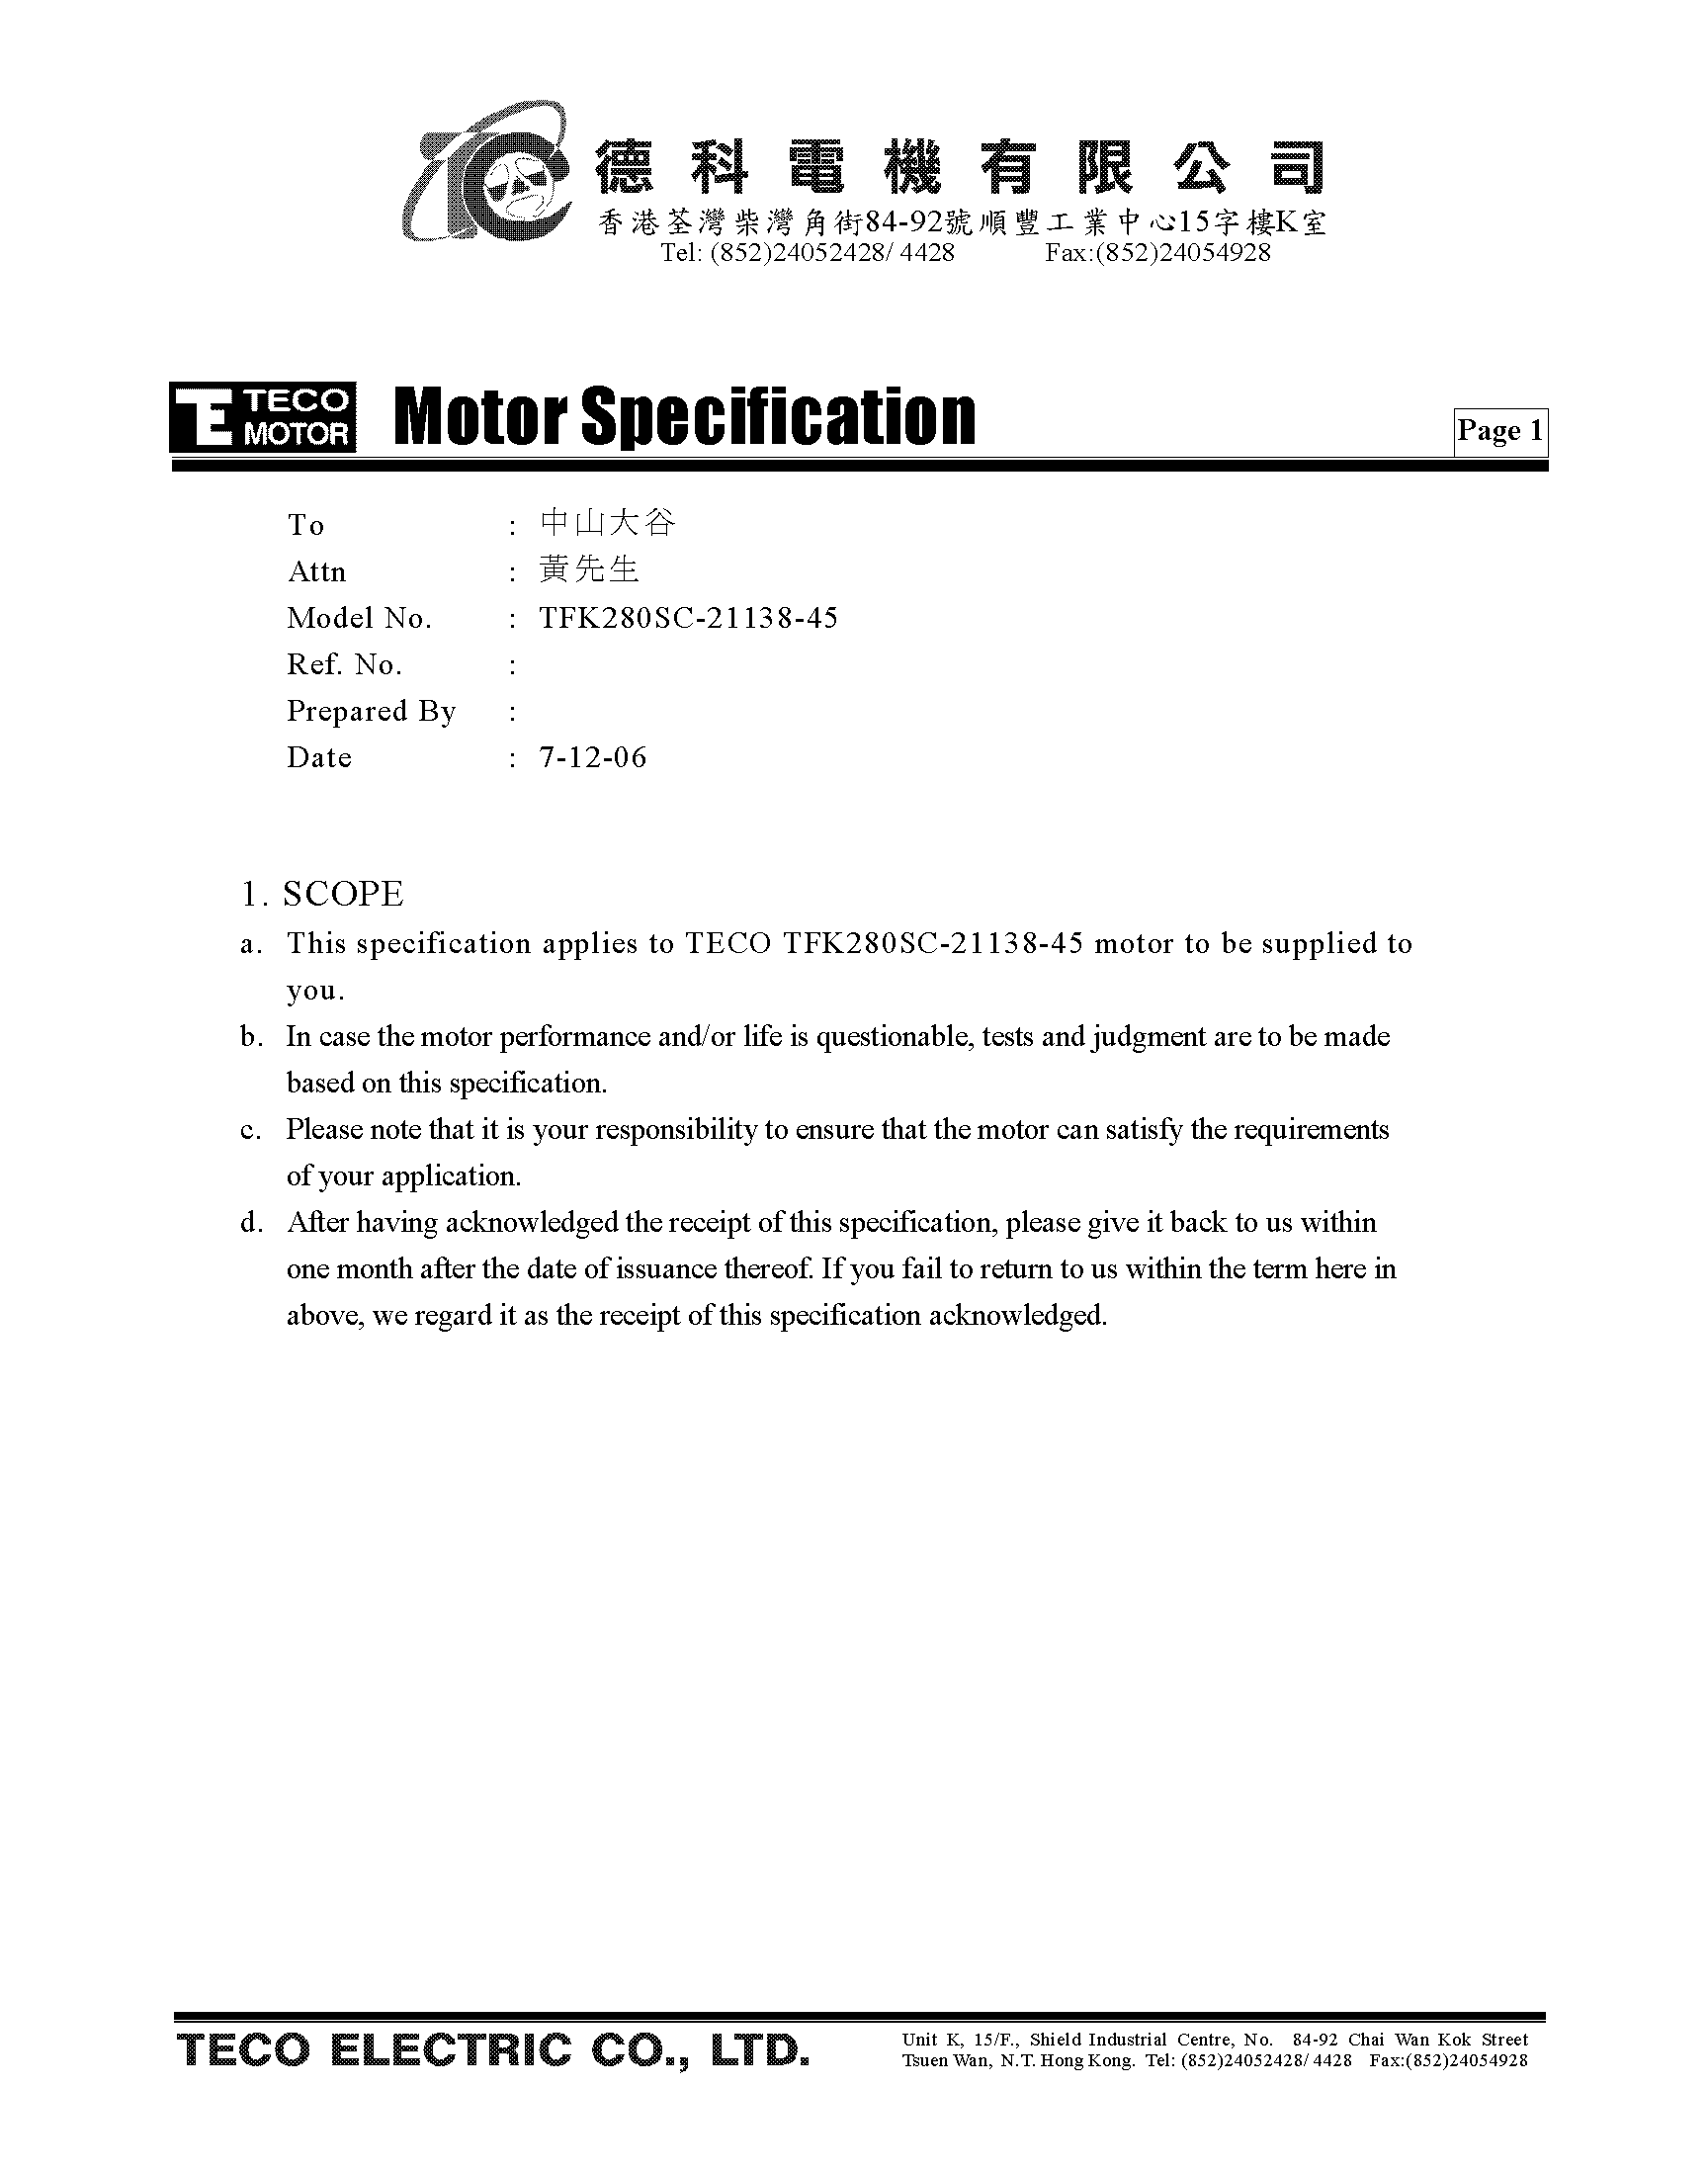 德科電機有限公司
香港荃灣柴灣角街84-92號順豐工業中心15字樓K室
Tel: (852)24052428/ 4428 Fax:(852)24054928
TECO
MOTOR
Motor Specification
Page 1
To : 中山大谷
Attn : 黃先生
Model No. : TFK280SC-21138-45
Ref. No. :
Prepared By :
Date : 7-12-06
1. SCOPE
a. This specification applies to TECO TFK280SC-21138-45 motor to be supplied to
you.
b. In case the motor performance and/or life is questionable, tests and judgment are to be made
based on this specification.
c. Please note that it is your responsibility to ensure that the motor can satisfy the requirements
of your application.
d. After having acknowledged the receipt of this specification, please give it back to us within
one month after the date of issuance thereof. If you fail to return to us within the term here in
above, we regard it as the receipt of this specification acknowledged.
TECO ELECTRIC CO., LTD.
Unit K, 15/F., Shield Industrial Centre, No. 84-92 Chai Wan Kok Street
Tsuen Wan, N.T. Hong Kong. Tel: (852)24052428/ 4428 Fax:(852)24054928